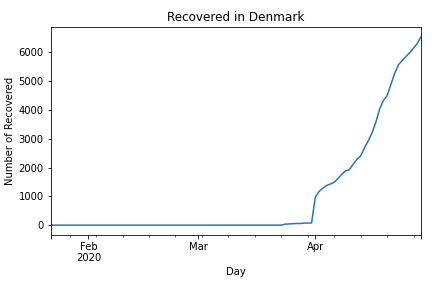 Recovered in Denmark
Number of Recovered
6000
5000
4000
3000
2000
1000
0
Feb
2020
Mar
Apr
Day